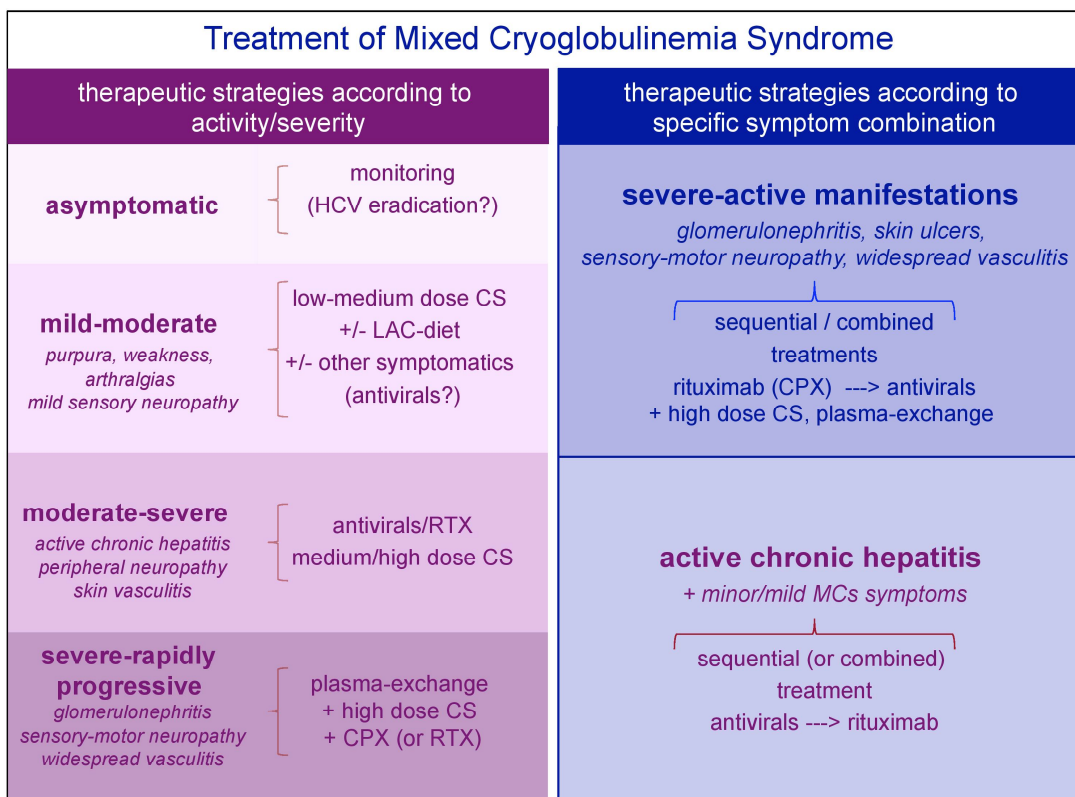 Treatment of Mixed Cryoglobulinemia Syndrome
therapeutic strategies according to
activity/severity
asymptomatic
monitoring
(HCV eradication?)
mild-moderate
purpura, weakness,
arthralgias
mild sensory neuropathy
low-medium dose CS
+/- LAC-diet
+/- other symptomatics
(antivirals?)
moderate-severe
active chronic hepatitis
peripheral neuropathy
skin vasculitis
antivirals/RTX
medium/high dose CS
severe-rapidly
progressive
glomerulonephritis
sensory-motor neuropathy
widespread vasculitis
plasma-exchange
+ high dose CS
+ CPX (or RTX)
therapeutic strategies according to
specific symptom combination
severe-active manifestations
glomerulonephritis, skin ulcers,
sensory-motor neuropathy, widespread vasculitis
sequential / combined
treatments
rituximab (CPX) ---> antivirals
+ high dose CS, plasma-exchange
active chronic hepatitis
+ minor/mild MCs symptoms
sequential (or combined)
treatment
antivirals ---> rituximab